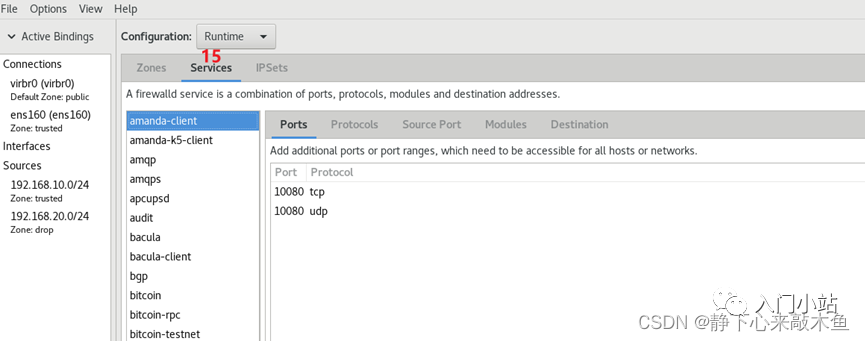 File Options View Help
Active Bindings
Configuration: Runtime
15
Connections
virbr0 (virbr0)
Default Zone: public
ens160 (ens160)
Zone: trusted
Interfaces
Sources
192.168.10.0/24
Zone: trusted
192.168.20.0/24
Zone: drop
Zones Services IPSets
A firewalld service is a combination of ports, protocols, modules and destination addresses.
amanda-client
amanda-k5-client
amqp
amqps
apcupsd
audit
bacula
bacula-client
bgp
bitcoin
bitcoin-rpc
bitcoin-testnet
Ports Protocols Source Port Modules Destination
Add additional ports or port ranges, which need to be accessible for all hosts or networks.
Port Protocol
10080 tcp
10080 udp
入门小站
CSDN @静下心来敲木鱼